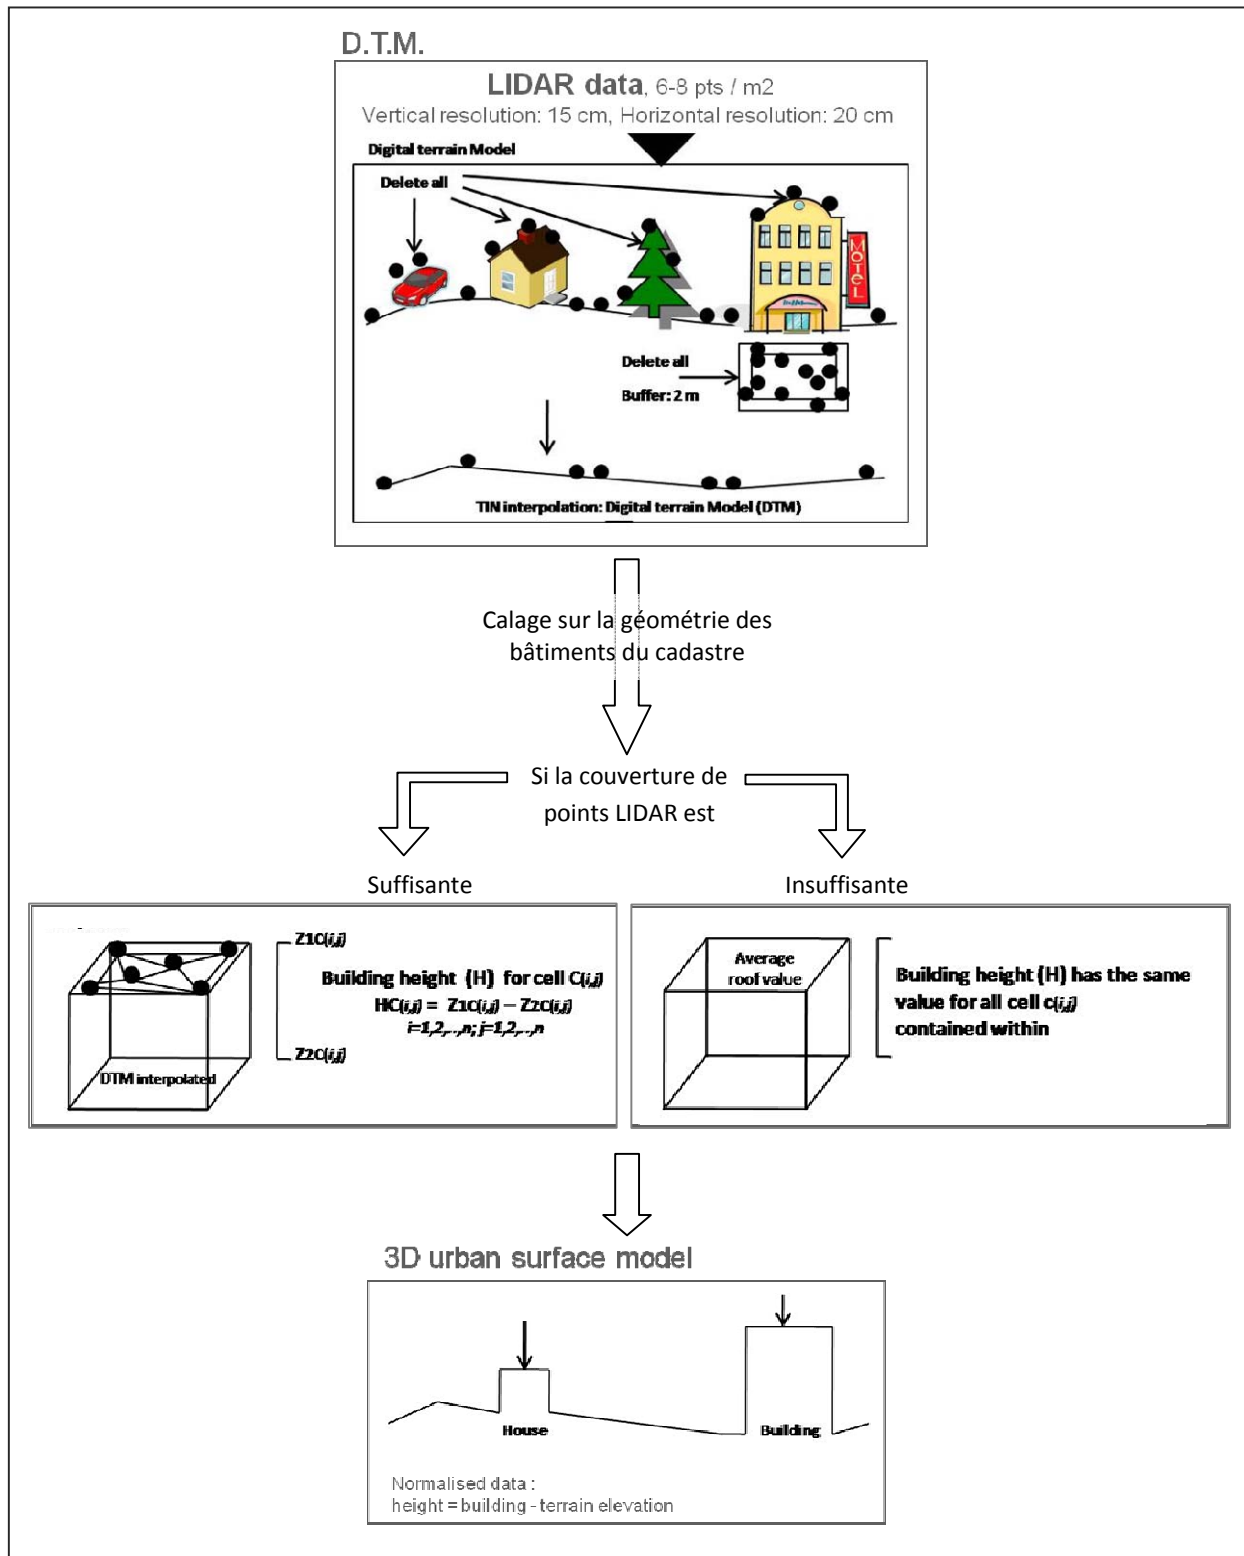 D.T.M.
LIDAR data, 6-8 pts / m2
Vertical resolution: 15 cm, Horizontal resolution: 20 cm
Digital terrain Model
Delete all
MOTEL
Delete all
Buffer: 2 m
TIN interpolation: Digital terrain Model (DTM)
Calage sur la géométrie des
bâtiments du cadastre
Si la couverture de
points LIDAR est
Suffisante
Insuffisante
Z1C(i,j)
Building height (H) for cell C(i,j)
HC(i,j) = Z1C(i,j) – Z2C(i,j)
i=1,2,..,n; j=1,2,..,n
Z2C(i,j)
DTM interpolated
Average
roof value
Building height (H) has the same
value for all cell c(i,j)
contained within
3D urban surface model
House
Building
Normalised data :
height = building - terrain elevation